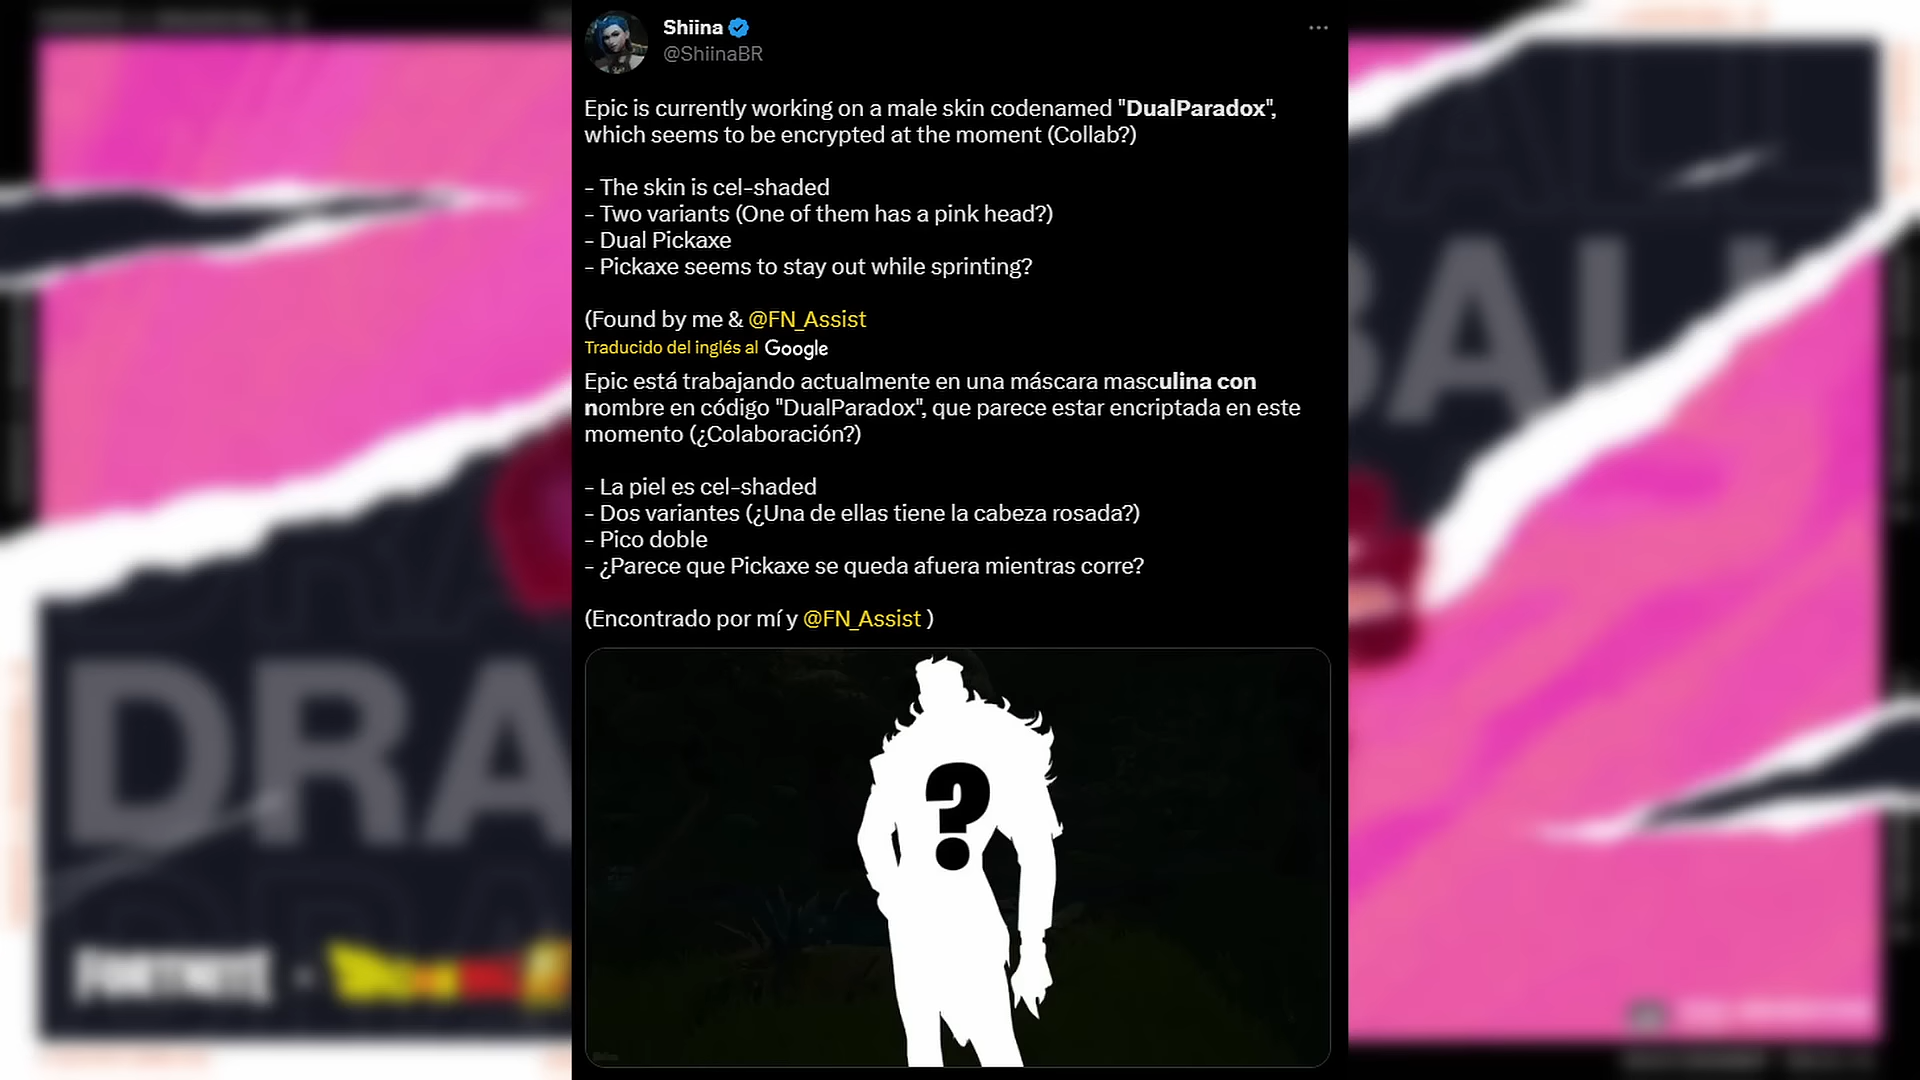 Shiina
@ShiinaBR
Epic is currently working on a male skin codenamed "DualParadox",
which seems to be encrypted at the moment (Collab?)
- The skin is cel-shaded
- Two variants (One of them has a pink head?)
- Dual Pickaxe
- Pickaxe seems to stay out while sprinting?
(Found by me & @FN_Assist
Traducido del inglés al Google
Epic está trabajando actualmente en una máscara masculina con
nombre en código "DualParadox", que parece estar encriptada en este
momento (¿Colaboración?)
- La piel es cel-shaded
- Dos variantes (¿Una de ellas tiene la cabeza rosada?)
- Pico doble
- ¿Parece que Pickaxe se queda afuera mientras corre?
(Encontrado por mí y @FN_Assist )
?
DRA
BALL
FORTNITE